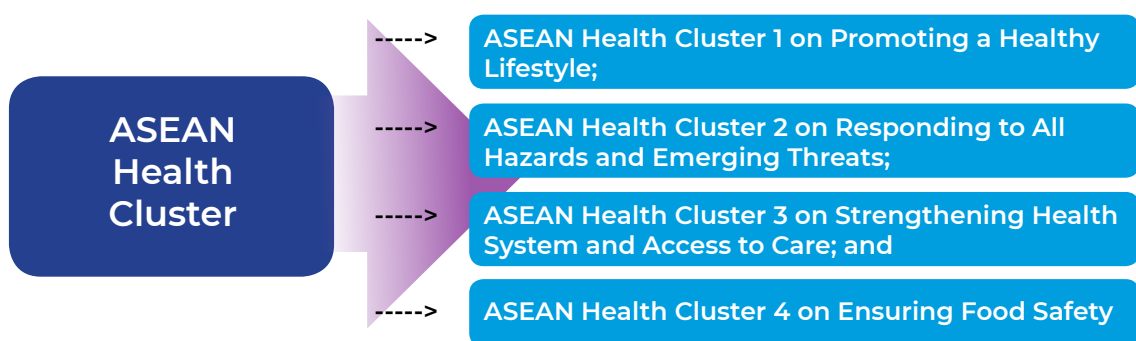 ASEAN
Health
Cluster
----->
ASEAN Health Cluster 1 on Promoting a Healthy
Lifestyle;
----->
ASEAN Health Cluster 2 on Responding to All
Hazards and Emerging Threats;
----->
ASEAN Health Cluster 3 on Strengthening Health
System and Access to Care; and
----->
ASEAN Health Cluster 4 on Ensuring Food Safety